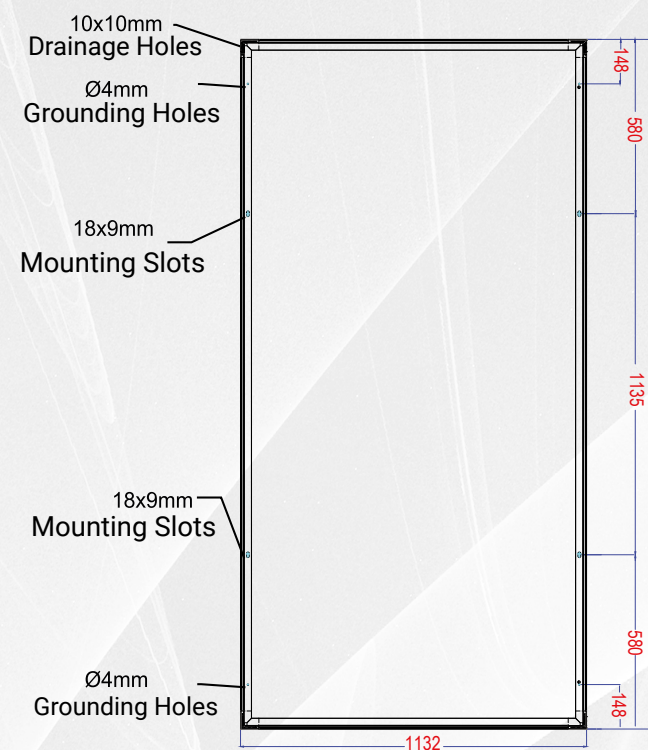 10x10mm
Drainage Holes
148
Ø4mm
Grounding Holes
580
18x9mm
Mounting Slots
1135
18x9mm
Mounting Slots
580
Ø4mm
Grounding Holes
148
1132